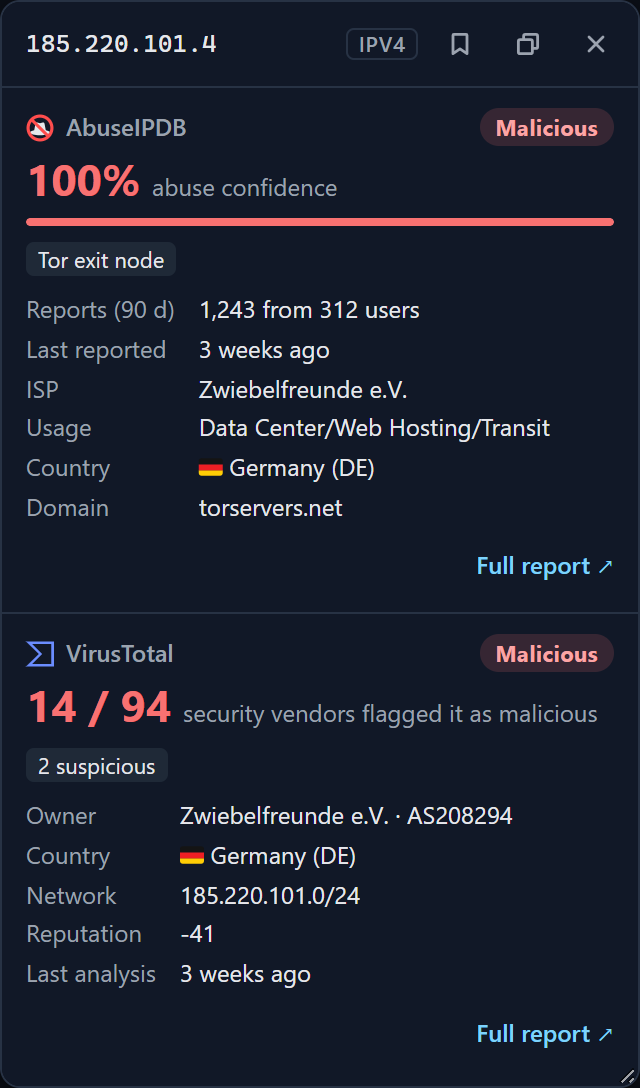 185.220.101.4 IPV4
AbuseIPDB Malicious
100% abuse confidence
Tor exit node
Reports (90 d) 1,243 from 312 users
Last reported 3 weeks ago
ISP Zwiebelfreunde e.V.
Usage Data Center/Web Hosting/Transit
Country Germany (DE)
Domain torservers.net
Full report ↗
VirusTotal Malicious
14 / 94 security vendors flagged it as malicious
2 suspicious
Owner Zwiebelfreunde e.V. · AS208294
Country Germany (DE)
Network 185.220.101.0/24
Reputation -41
Last analysis 3 weeks ago
Full report ↗